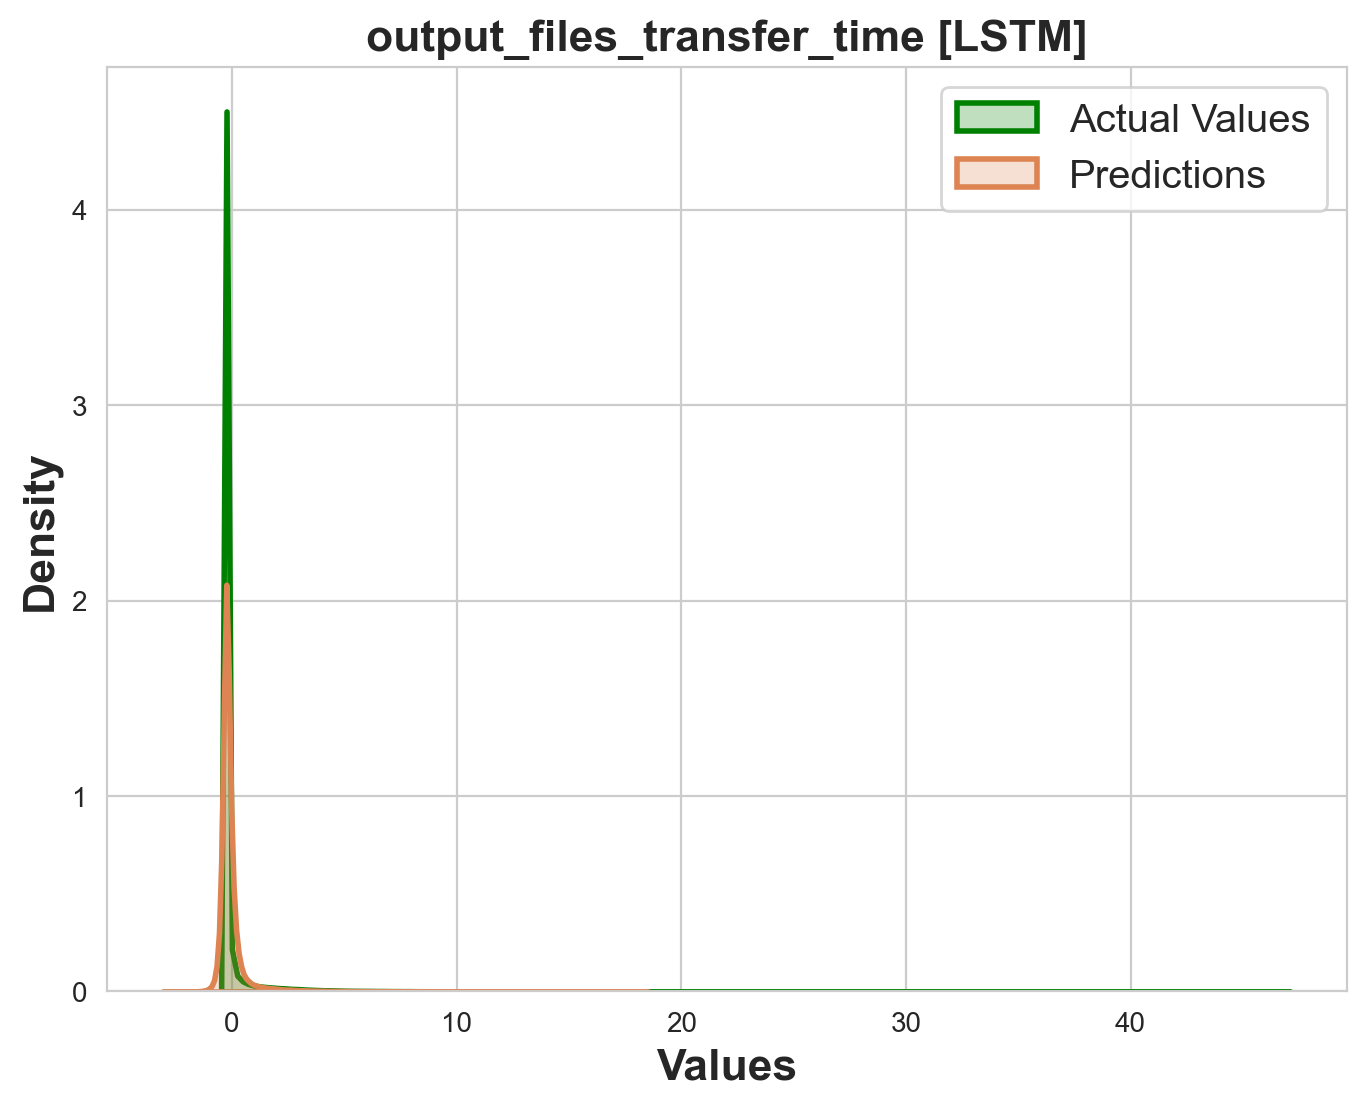 output_files_transfer_time [LSTM]
Actual Values
Predictions
Density
4
3
2
1
0
0 10 20 30 40
Values